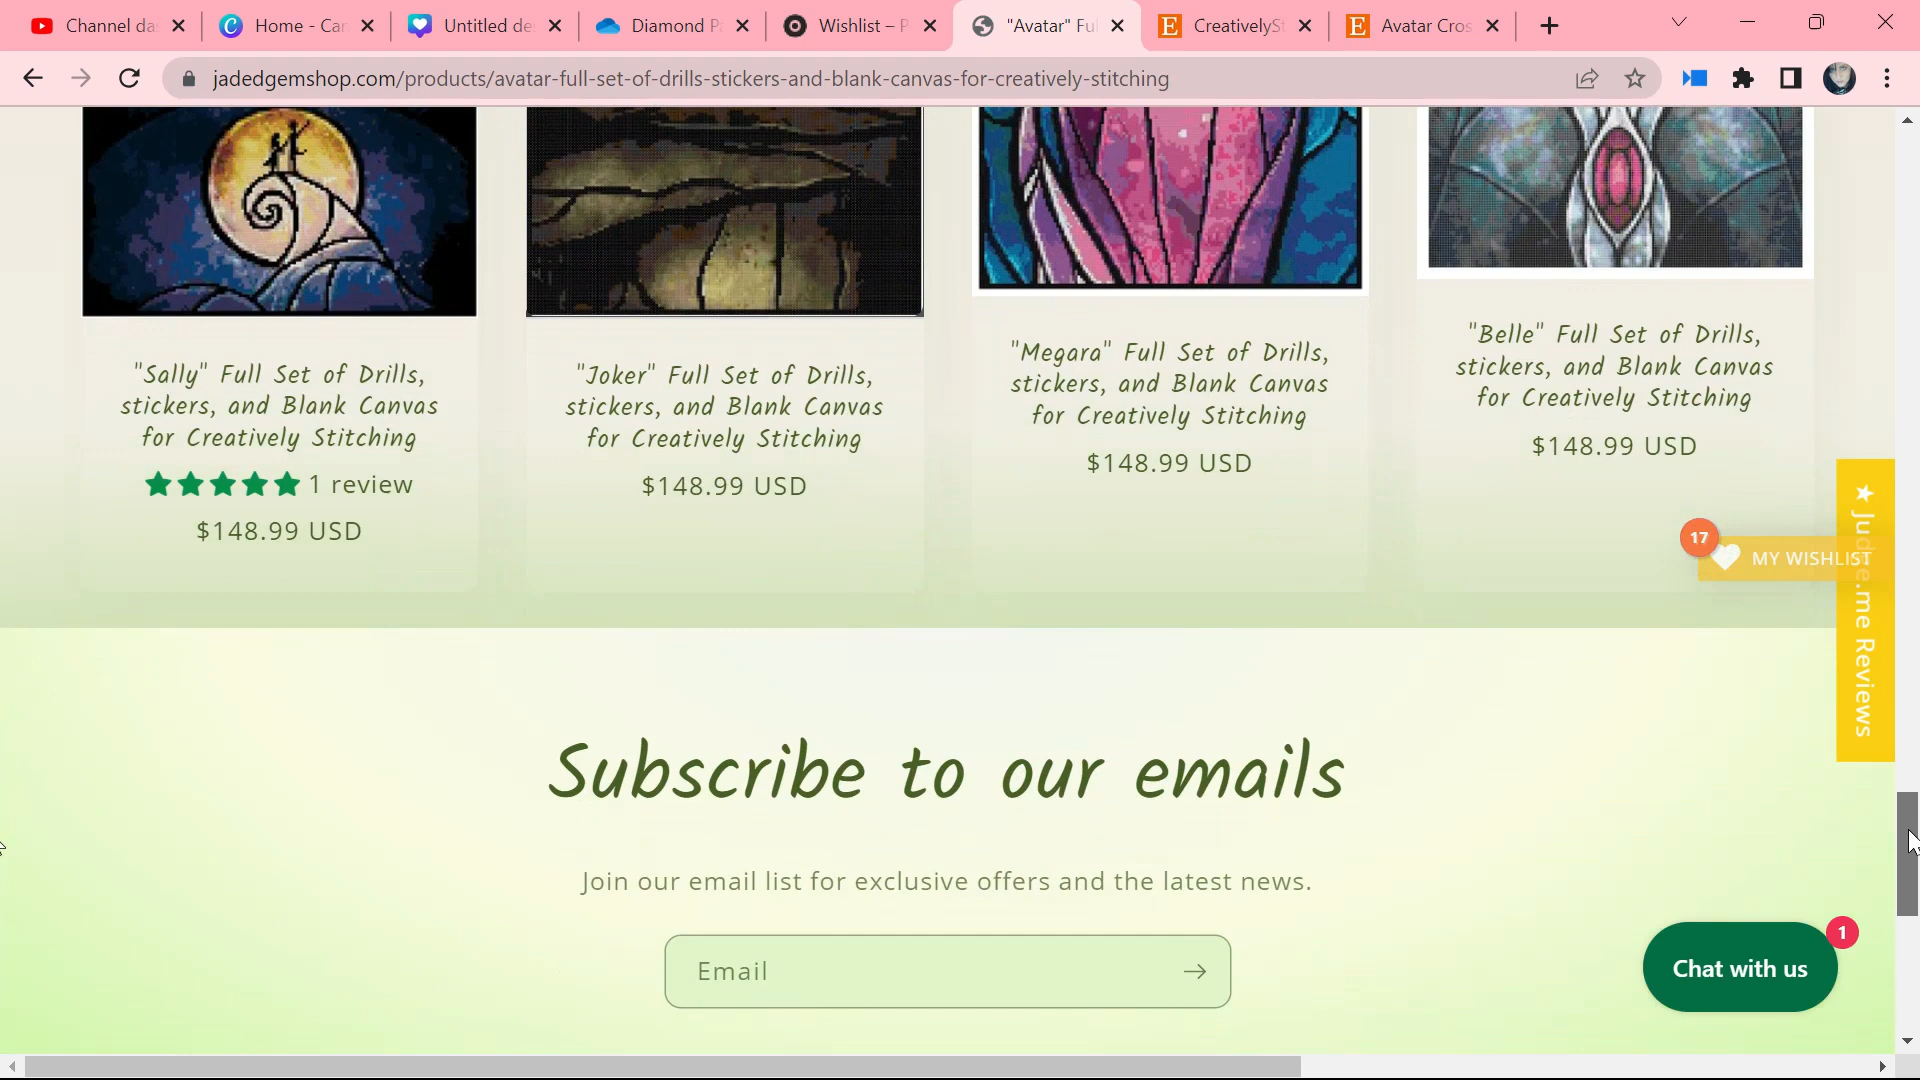 Channel da
Home - Car
Untitled de
Diamond P
Wishlist – P
"Avatar" Fu
CreativelySt
Avatar Cros
jadedgemshop.com/products/avatar-full-set-of-drills-stickers-and-blank-canvas-for-creatively-stitching
"Sally" Full Set of Drills,
stickers, and Blank Canvas
for Creatively Stitching
1 review
$148.99 USD
"Joker" Full Set of Drills,
stickers, and Blank Canvas
for Creatively Stitching
$148.99 USD
"Megara" Full Set of Drills,
stickers, and Blank Canvas
for Creatively Stitching
$148.99 USD
"Belle" Full Set of Drills,
stickers, and Blank Canvas
for Creatively Stitching
$148.99 USD
17
MY WISHLIST
★ Judge.me Reviews
Subscribe to our emails
Join our email list for exclusive offers and the latest news.
Email
1
Chat with us